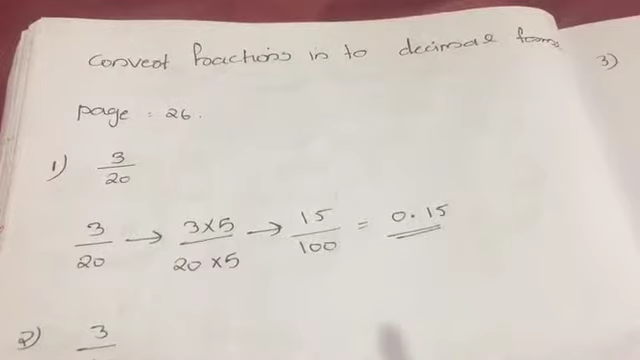 Convert fractions in to decimal form
page : 26.
1) 3/20
3/20 → 3×5/20×5 → 15/100 = 0.15
2) 3
3)